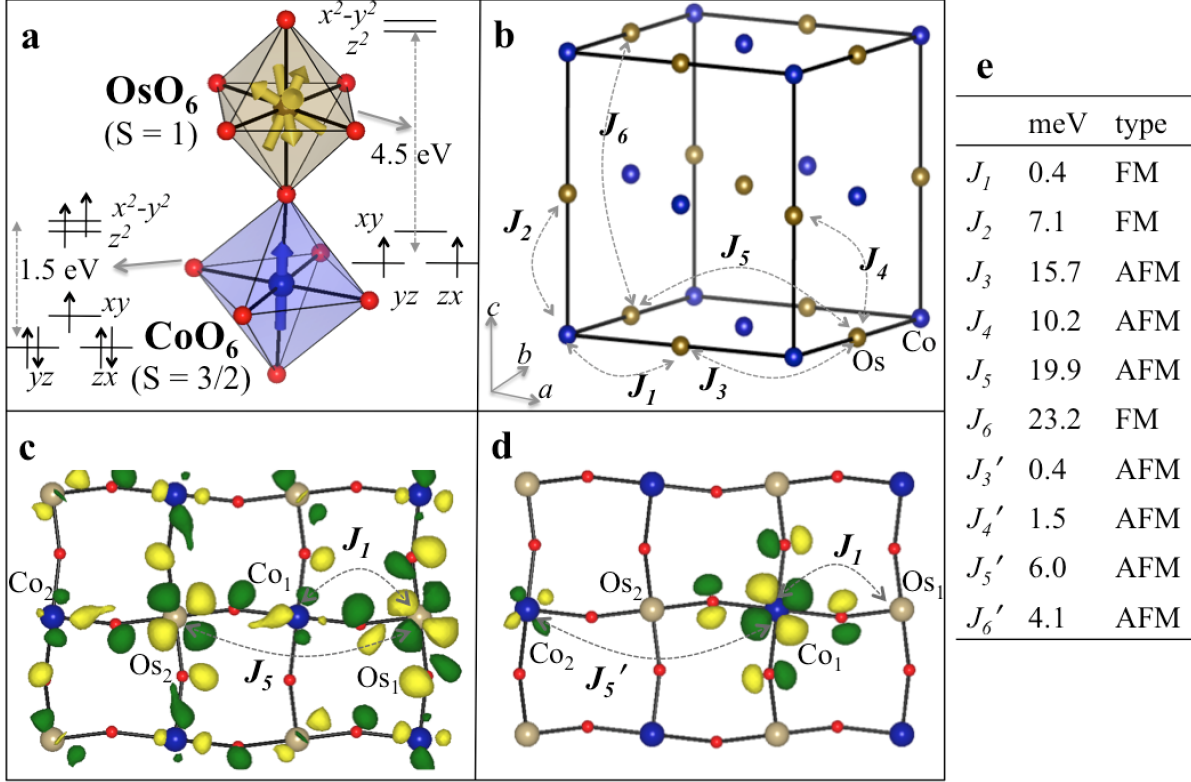 a
x²-y²
z²
OsO₆
(S = 1)
4.5 eV
x²-y²
z²
1.5 eV
xy
yz
zx
xy
yz
zx
CoO₆
(S = 3/2)
b
J₆
J₂
J₅
J₄
c
b
a
J₁
J₃
Os
Co
c
Co₂
Co₁
J₁
Os₂
J₅
Os₁
d
Os₂
J₁
Os₁
Co₂
J₅′
Co₁
e
meV type
J₁ 0.4 FM
J₂ 7.1 FM
J₃ 15.7 AFM
J₄ 10.2 AFM
J₅ 19.9 AFM
J₆ 23.2 FM
J₃′ 0.4 AFM
J₄′ 1.5 AFM
J₅′ 6.0 AFM
J₆′ 4.1 AFM